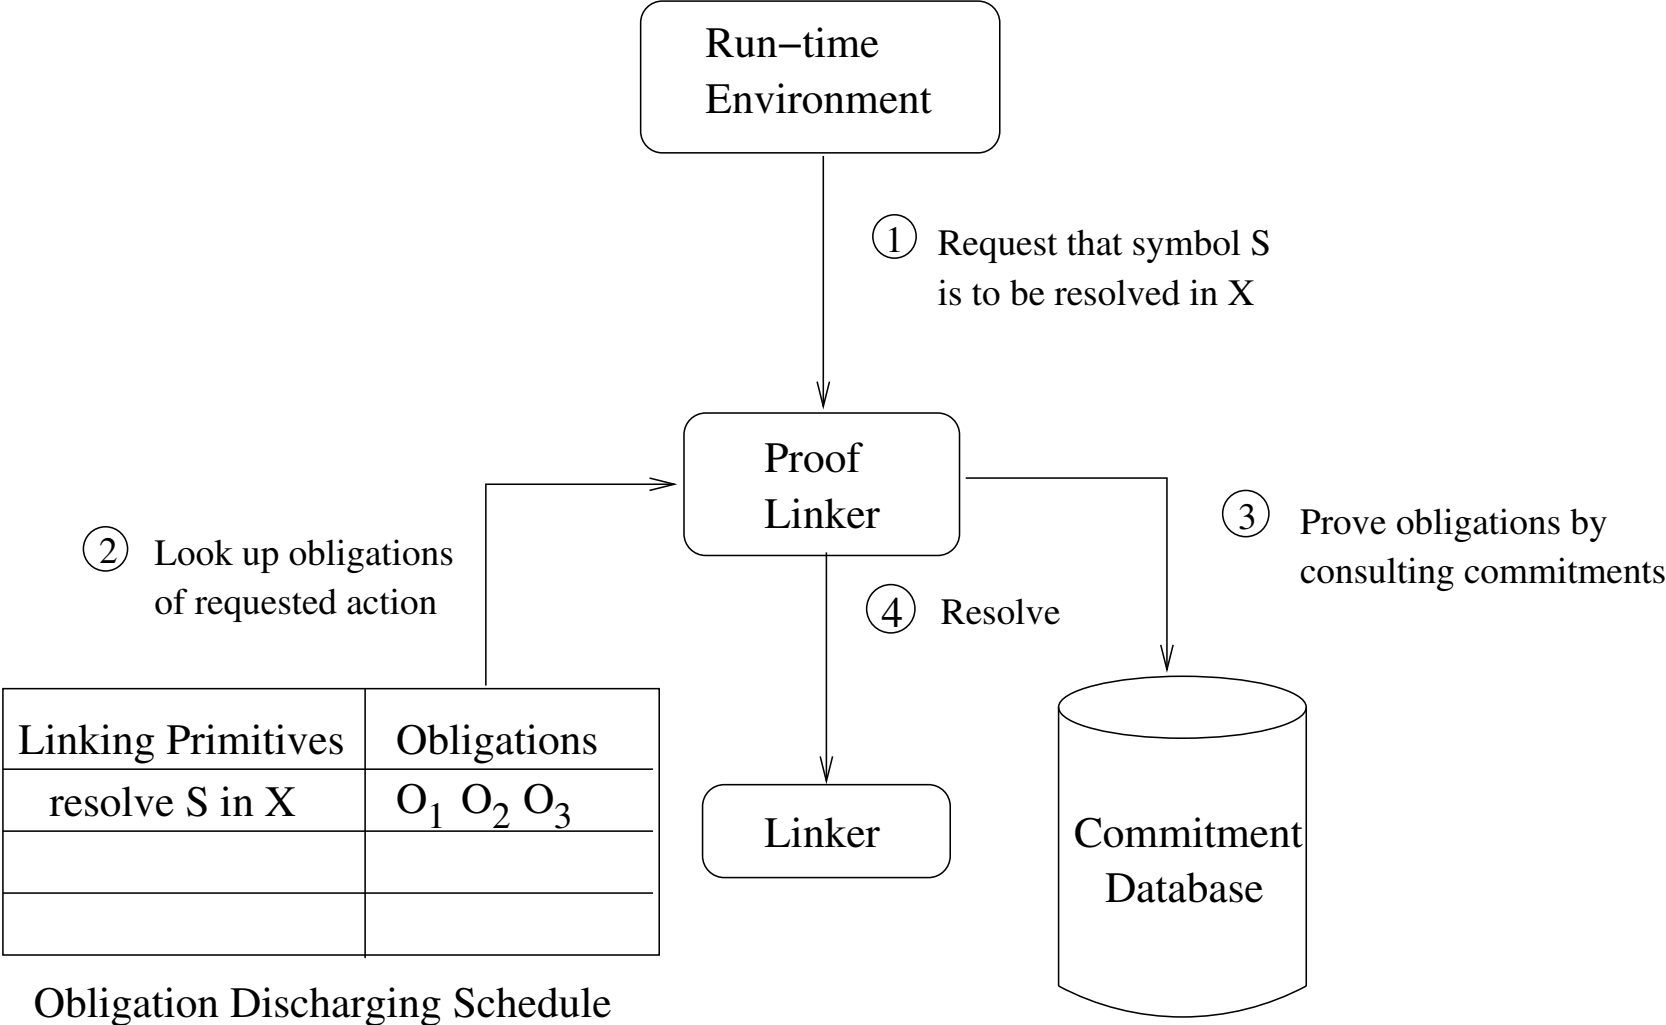 Run−time
Environment
1 Request that symbol S
is to be resolved in X
Proof
Linker
2 Look up obligations
of requested action
3 Prove obligations by
consulting commitments
4 Resolve
Linking Primitives Obligations
resolve S in X O1 O2 O3
Linker
Commitment
Database
Obligation Discharging Schedule